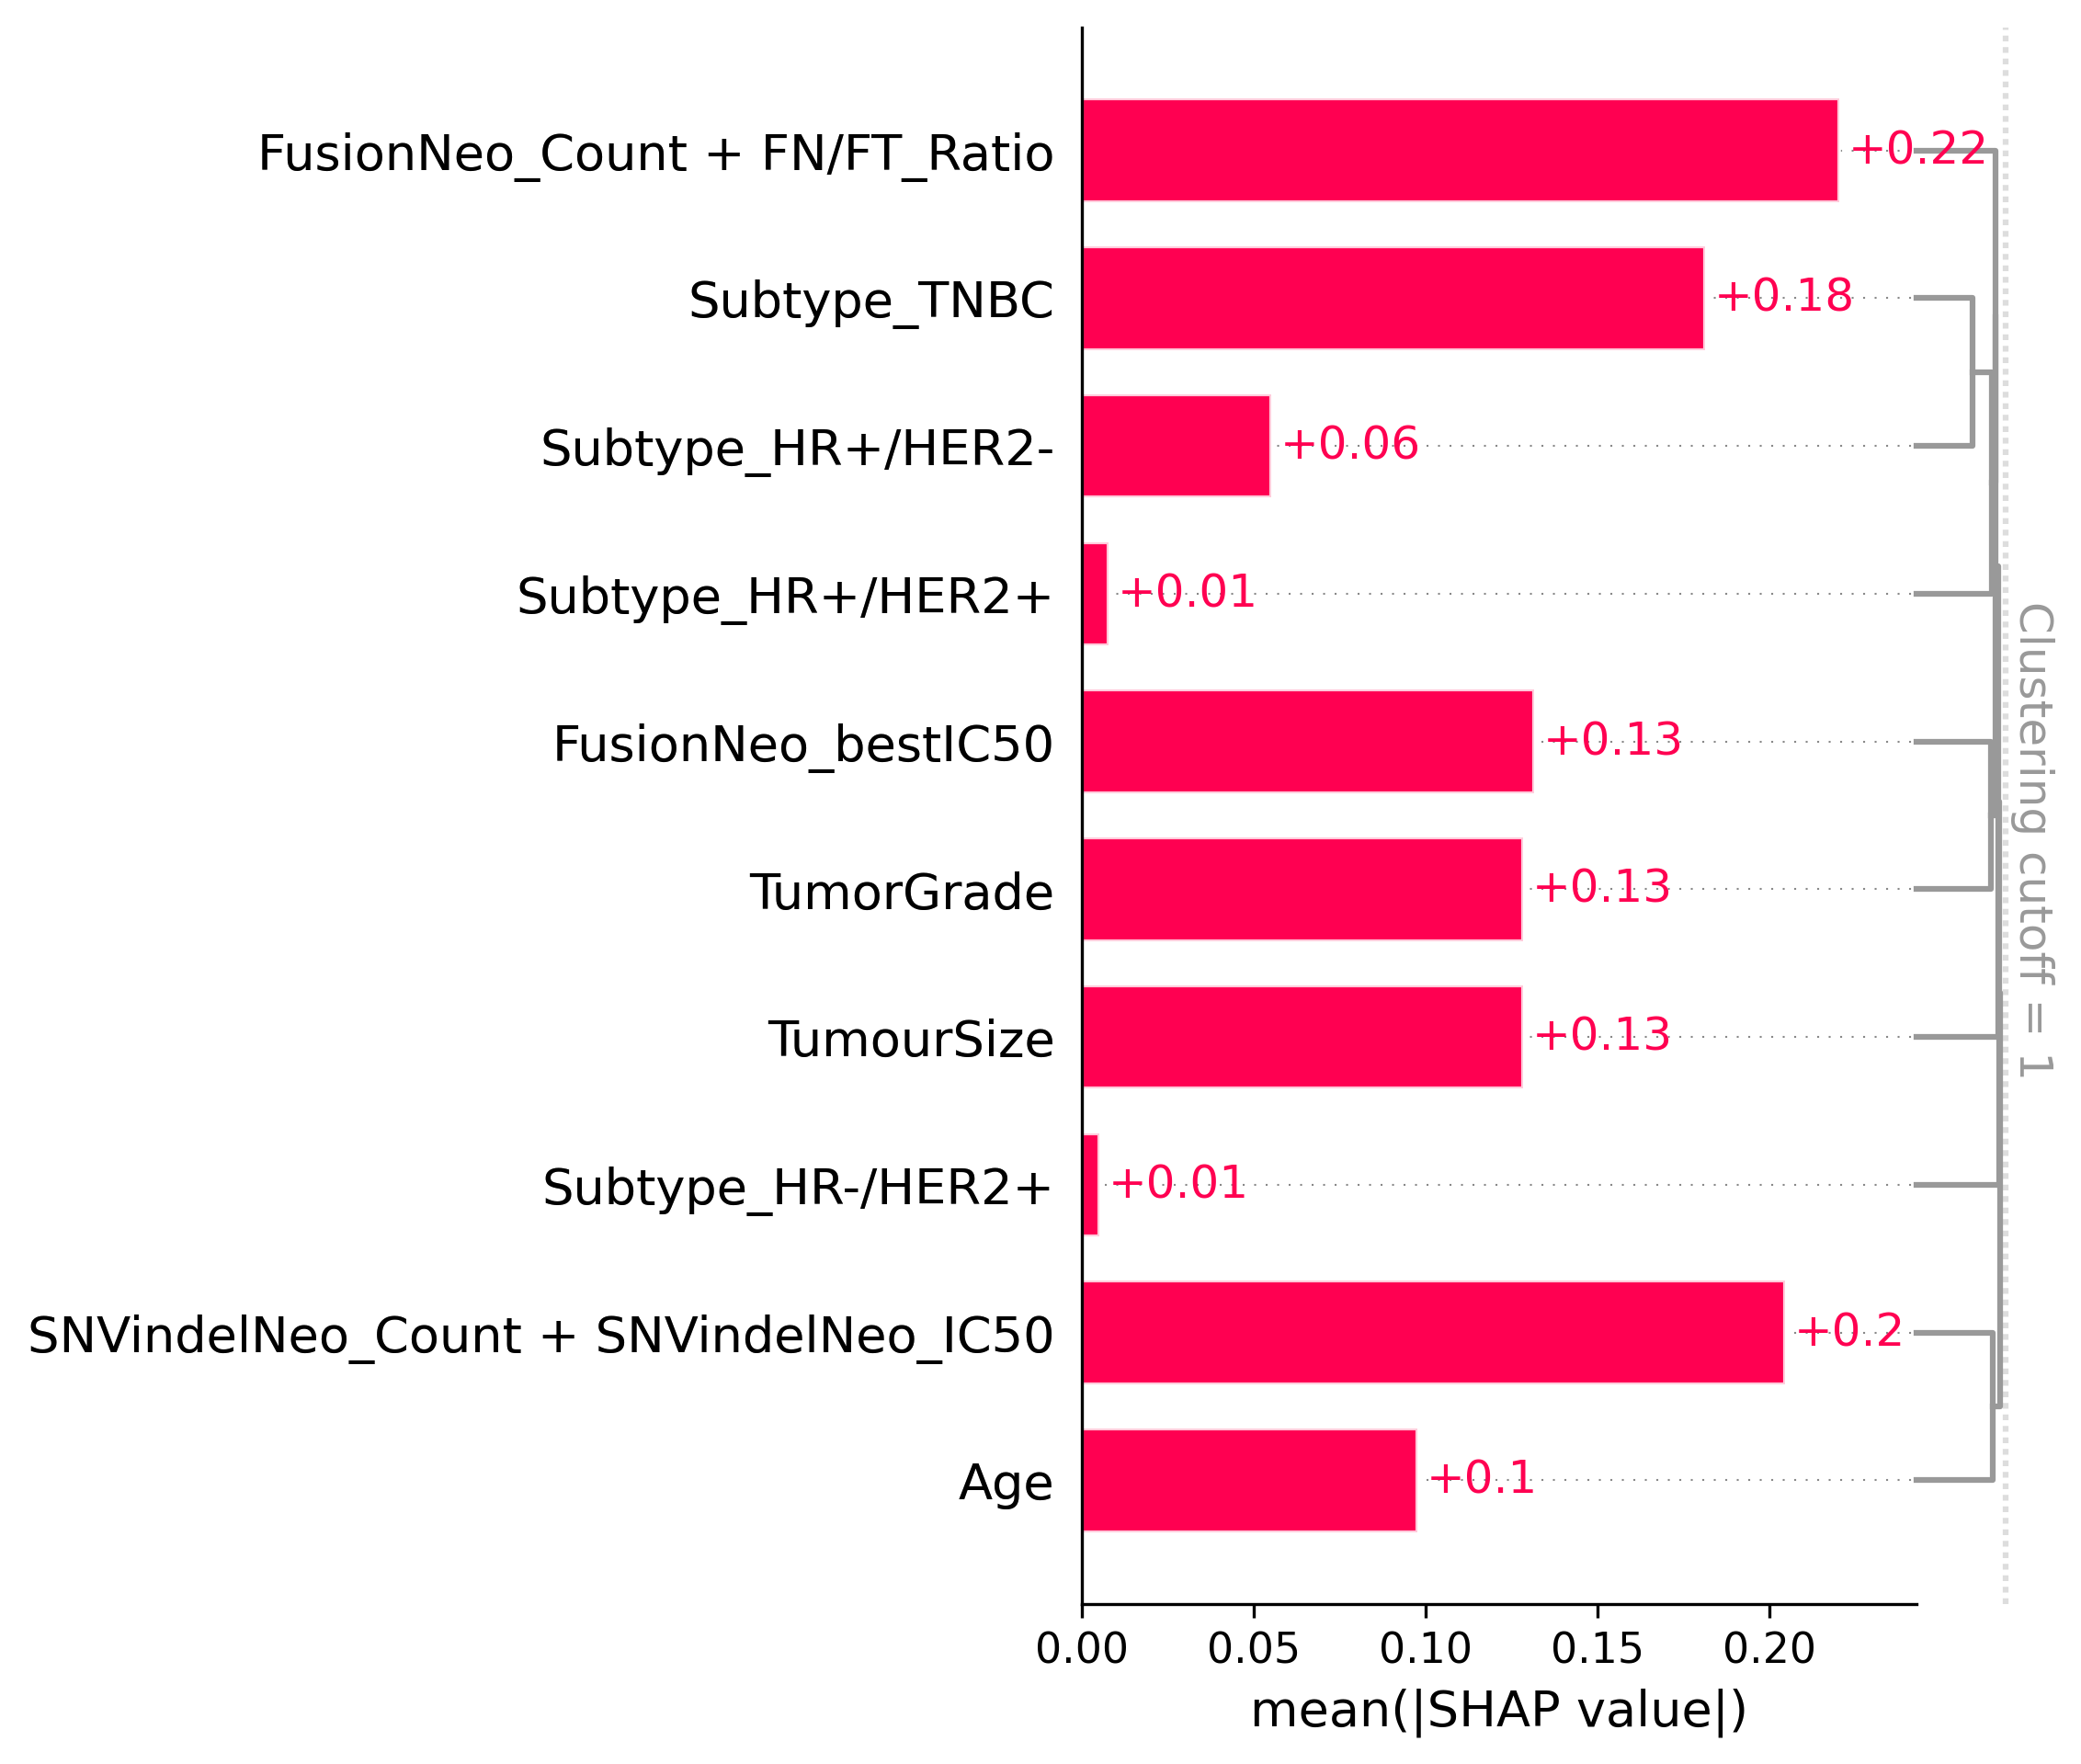 FusionNeo_Count + FN/FT_Ratio +0.22
Subtype_TNBC +0.18
Subtype_HR+/HER2- +0.06
Subtype_HR+/HER2+ +0.01
FusionNeo_bestIC50 +0.13
TumorGrade +0.13
TumourSize +0.13
Subtype_HR-/HER2+ +0.01
SNVindelNeo_Count + SNVindelNeo_IC50 +0.2
Age +0.1
Clustering cutoff = 1
0.00 0.05 0.10 0.15 0.20
mean(|SHAP value|)